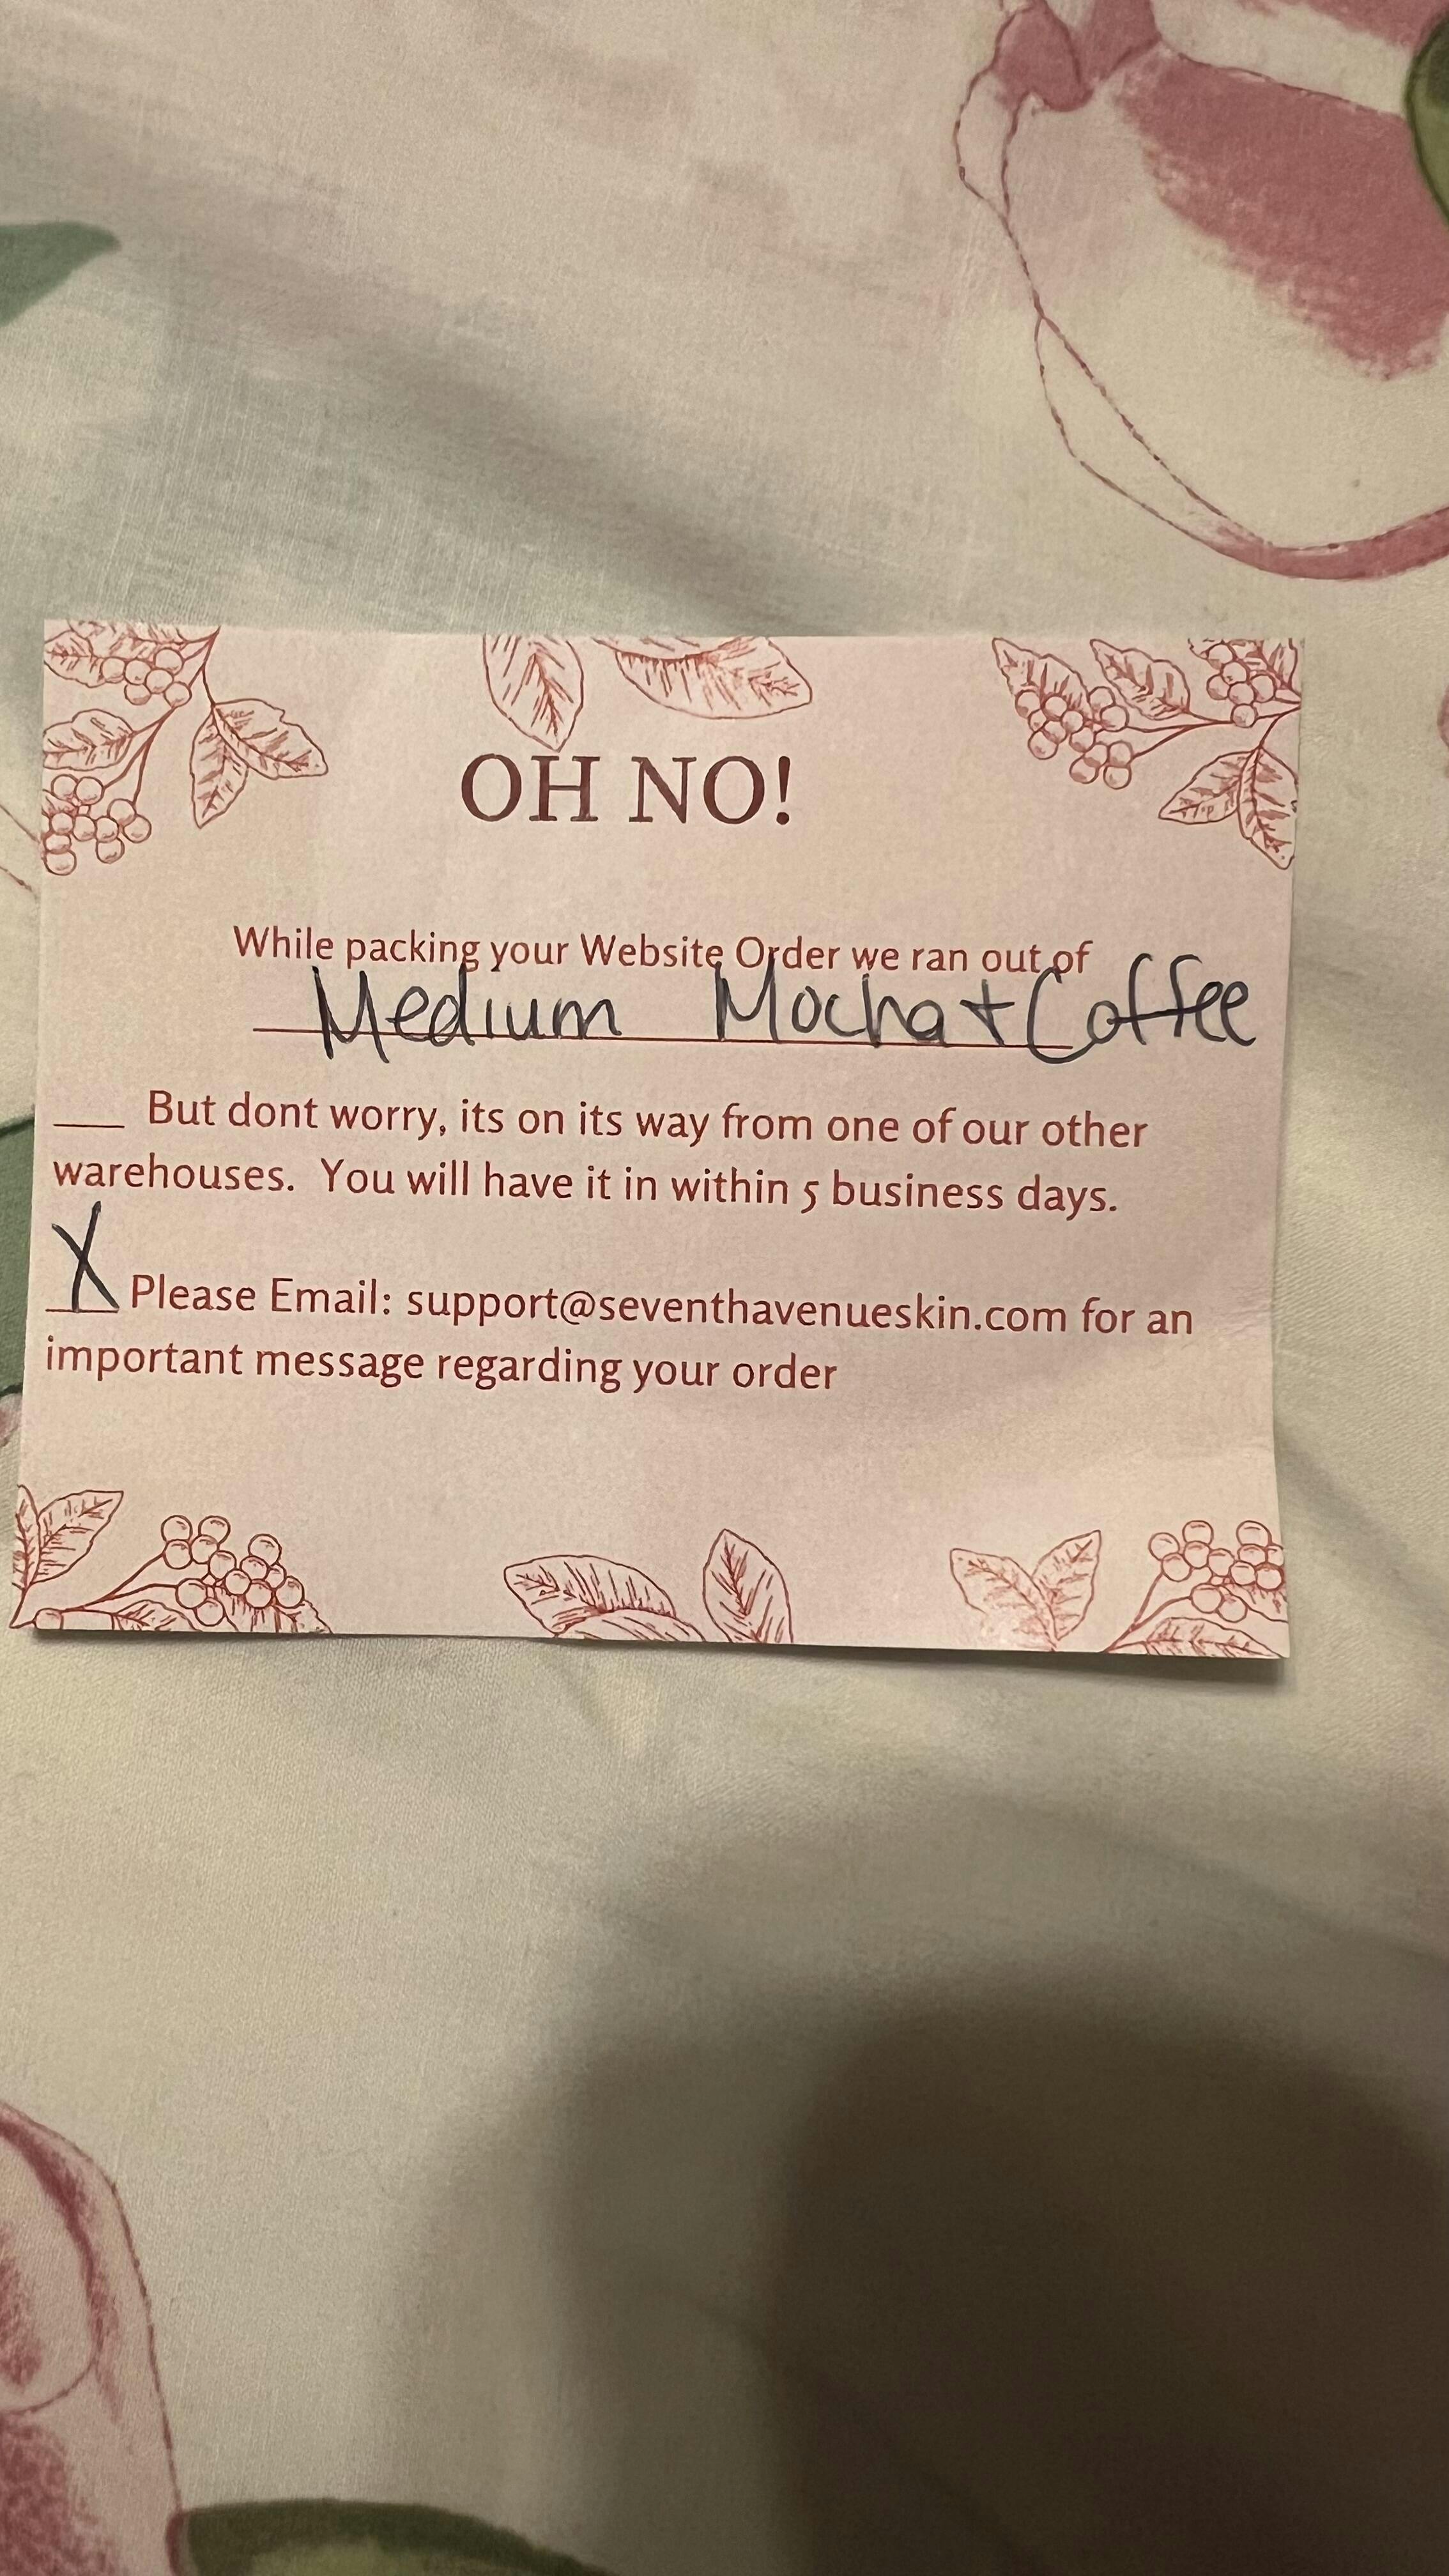 OH NO!
While packing your Website Order we ran out of
Medium Mocha + Coffee
___ But dont worry, its on its way from one of our other
warehouses. You will have it in within 5 business days.
X Please Email: support@seventhavenueskin.com for an
important message regarding your order